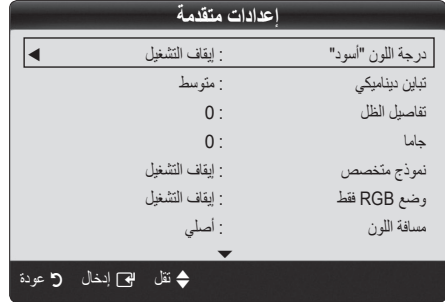 إعدادات متقدمة
درجة اللون "أسود" : إيقاف التشغيل
تباين ديناميكي : متوسط
تفاصيل الظل : 0
جاما : 0
نموذج متخصص : إيقاف التشغيل
وضع RGB فقط : إيقاف التشغيل
مسافة اللون : أصلي
نقل إدخال عودة